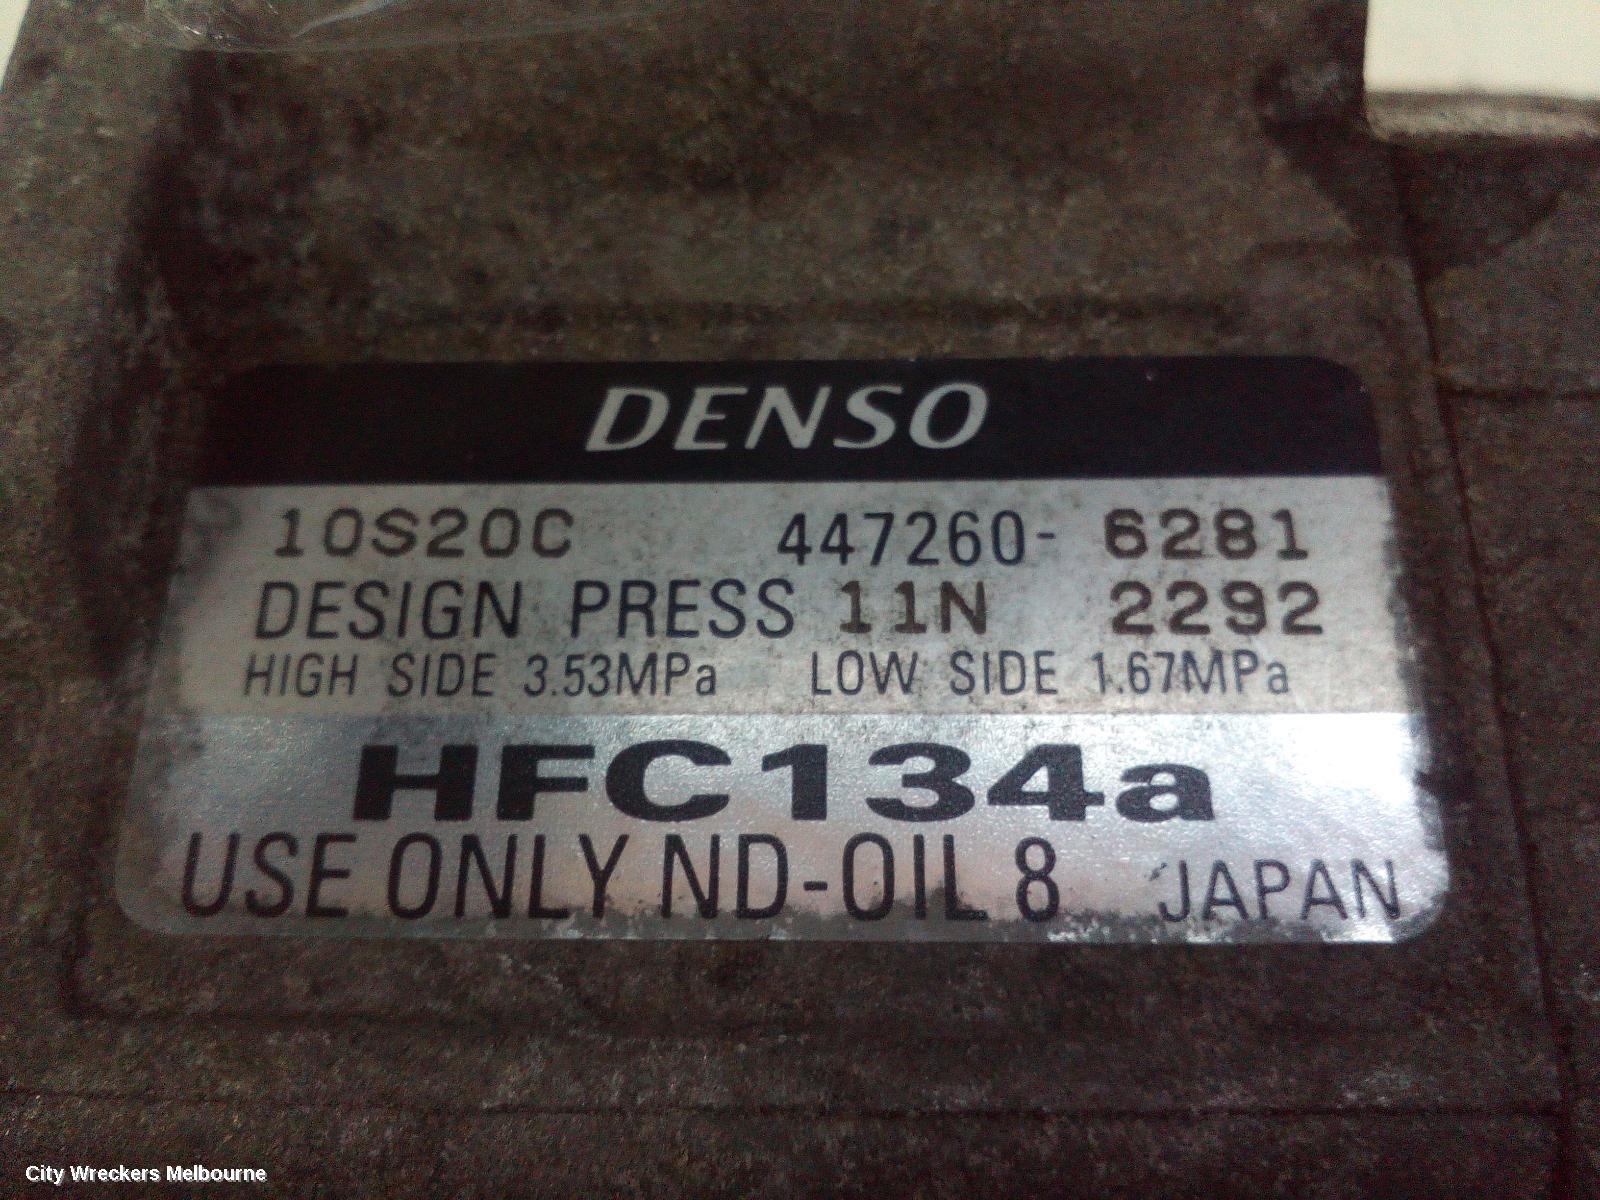 DENSO
10S20C 447260- 6281
DESIGN PRESS 11N 2292
HIGH SIDE 3.53MPa LOW SIDE 1.67MPa
HFC134a
USE ONLY ND-OIL 8 JAPAN
City Wreckers Melbourne